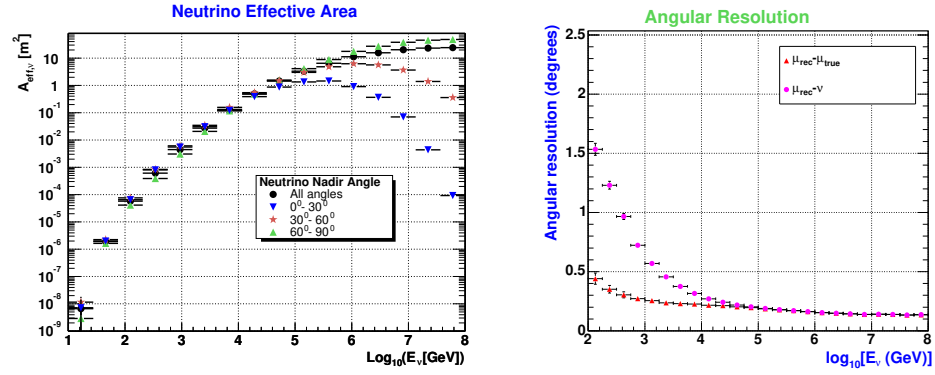 Neutrino Effective Area
A_eff,ν [m²]
10
1
10⁻¹
10⁻²
10⁻³
10⁻⁴
10⁻⁵
10⁻⁶
10⁻⁷
10⁻⁸
10⁻⁹
Neutrino Nadir Angle
All angles
0⁰- 30⁰
30⁰- 60⁰
60⁰- 90⁰
1 2 3 4 5 6 7 8
Log₁₀(E_ν[GeV])
Angular Resolution
Angular resolution (degrees)
2.5
2
1.5
1
0.5
0
μ_rec-μ_true
μ_rec-ν
2 3 4 5 6 7 8
log₁₀[E_ν (GeV)]